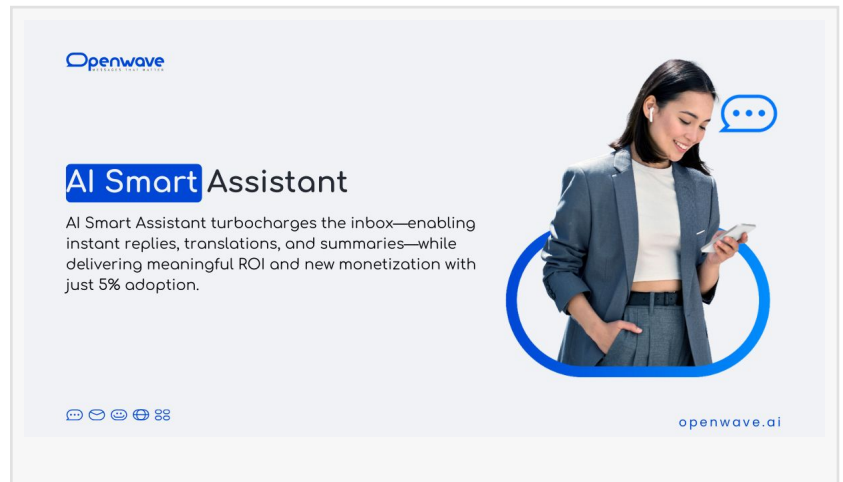 Openwave
AI Smart Assistant
AI Smart Assistant turbocharges the inbox—enabling
instant replies, translations, and summaries—while
delivering meaningful ROI and new monetization with
just 5% adoption.
openwave.ai